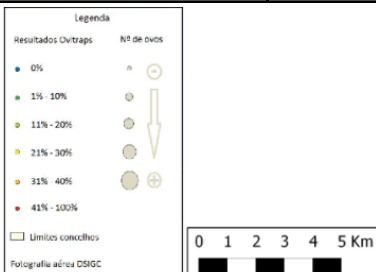 Legenda
Resultados Ovitraps Nº de ovos
0%
1% - 10%
11% - 20%
21% - 30%
31% - 40%
41% - 100%
Limites concelhos
Fotografia aérea DSIGC
0 1 2 3 4 5 Km